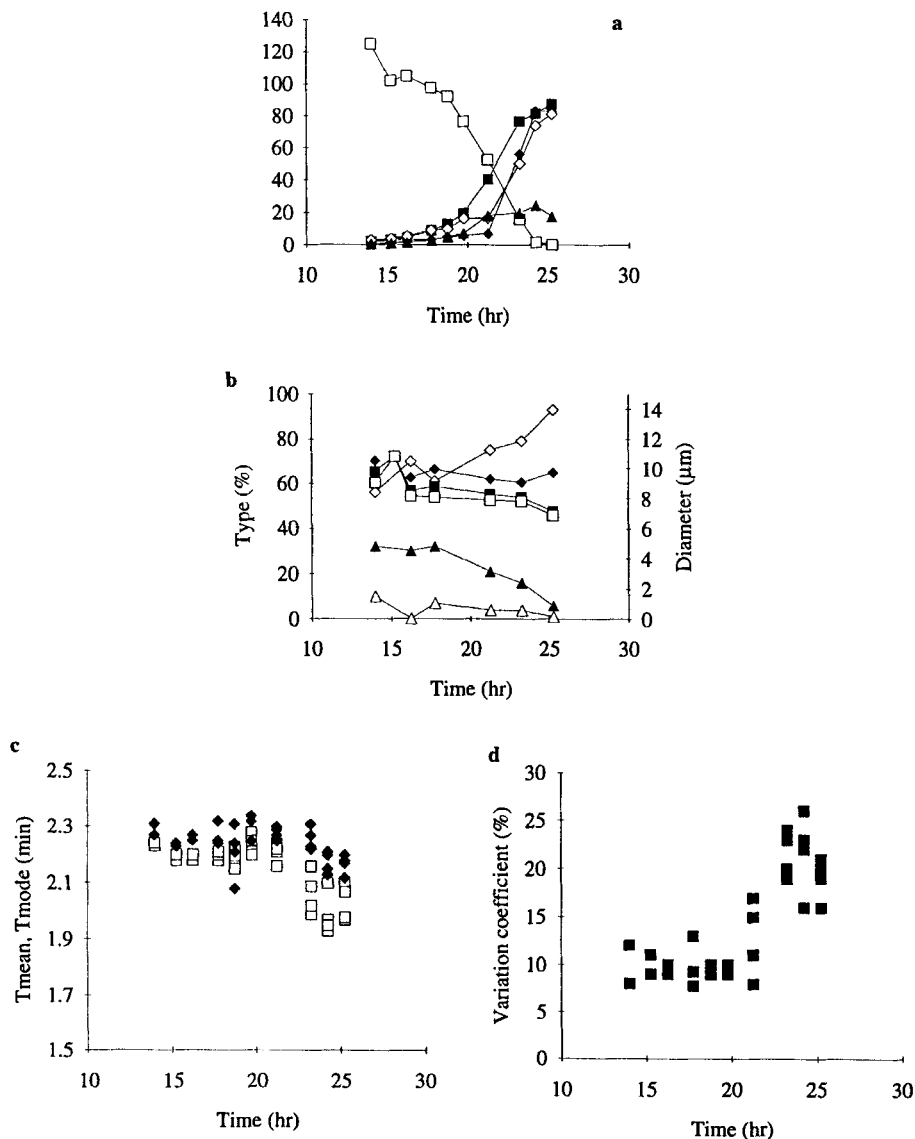 a
140
120
100
80
60
40
20
0
10 15 20 25 30
Time (hr)
b
100
80
60
40
20
0
Type (%)
14
12
10
8
6
4
2
0
Diameter (μm)
10 15 20 25 30
Time (hr)
c
2.5
2.3
2.1
1.9
1.7
1.5
Tmean, Tmode (min)
10 15 20 25 30
Time (hr)
d
30
25
20
15
10
5
0
Variation coefficient (%)
10 15 20 25 30
Time (hr)